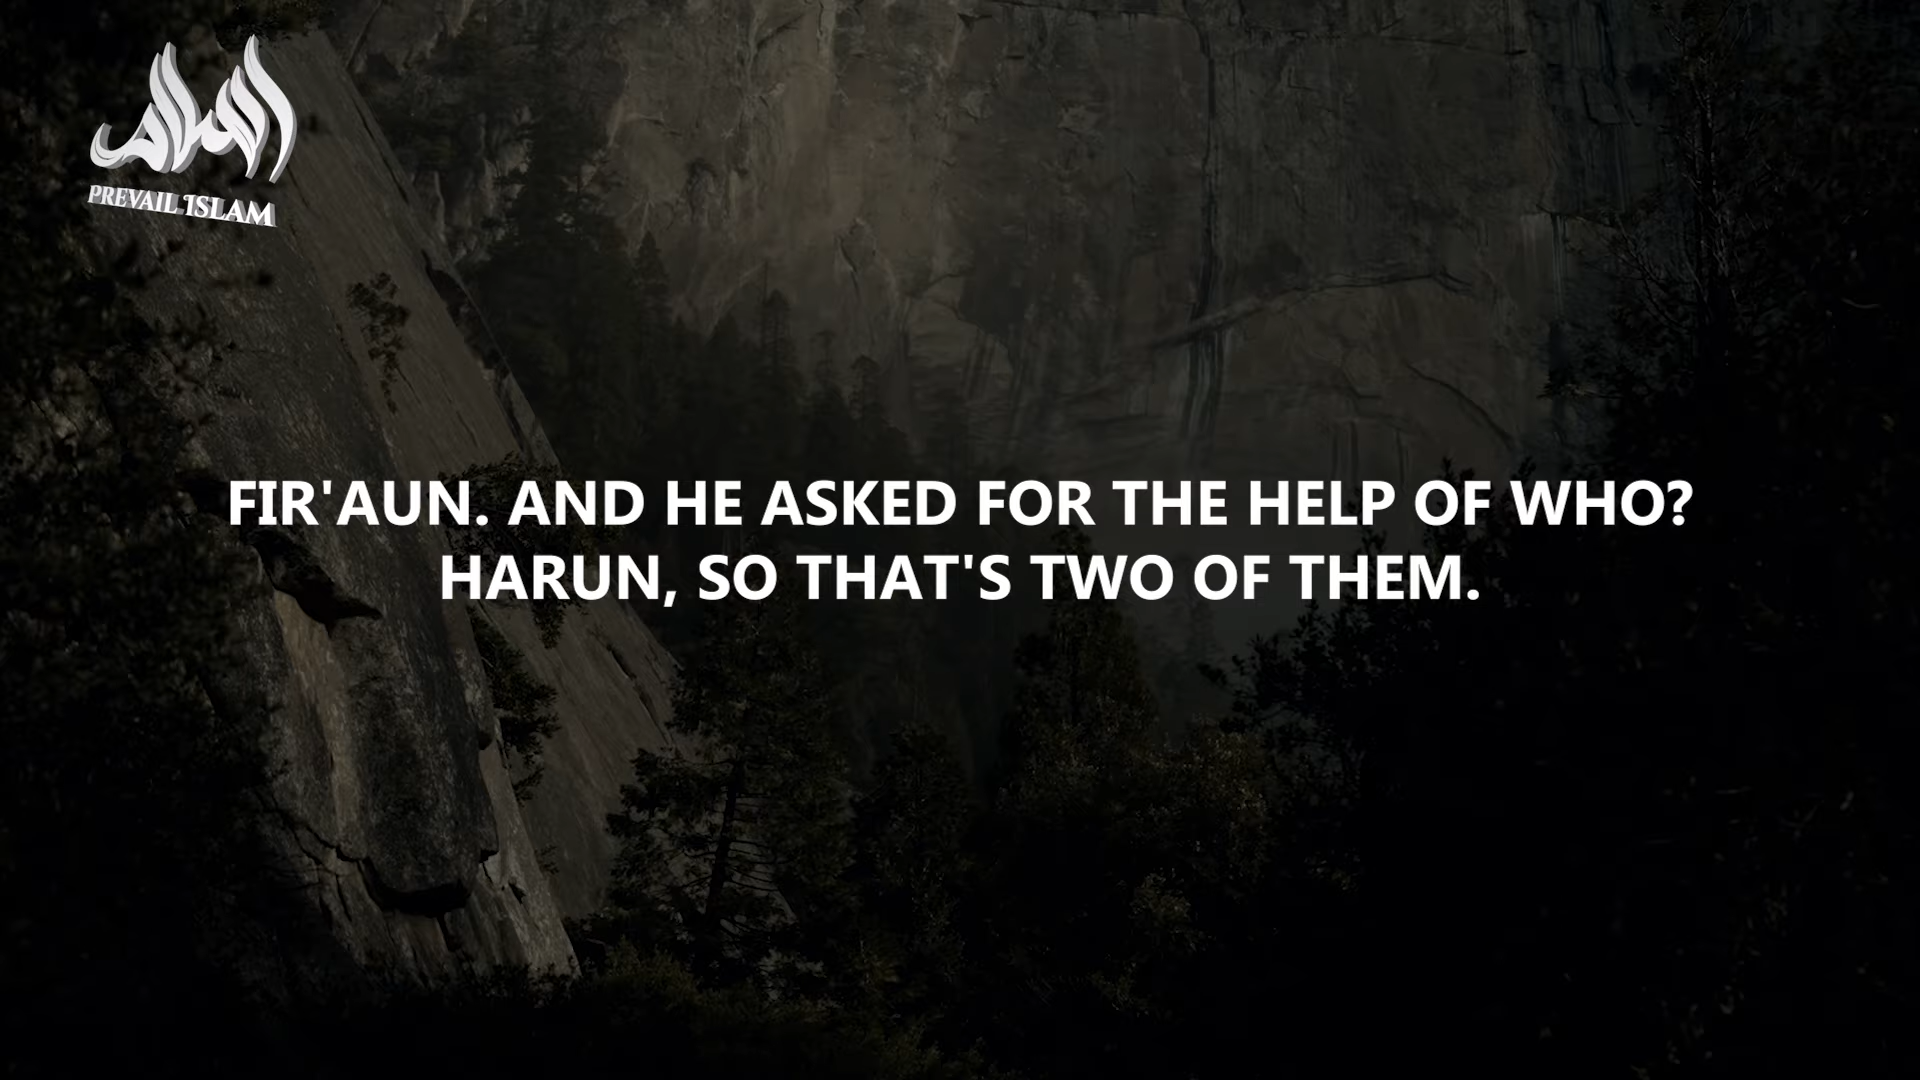 PREVAIL ISLAM
FIR'AUN. AND HE ASKED FOR THE HELP OF WHO?
HARUN, SO THAT'S TWO OF THEM.